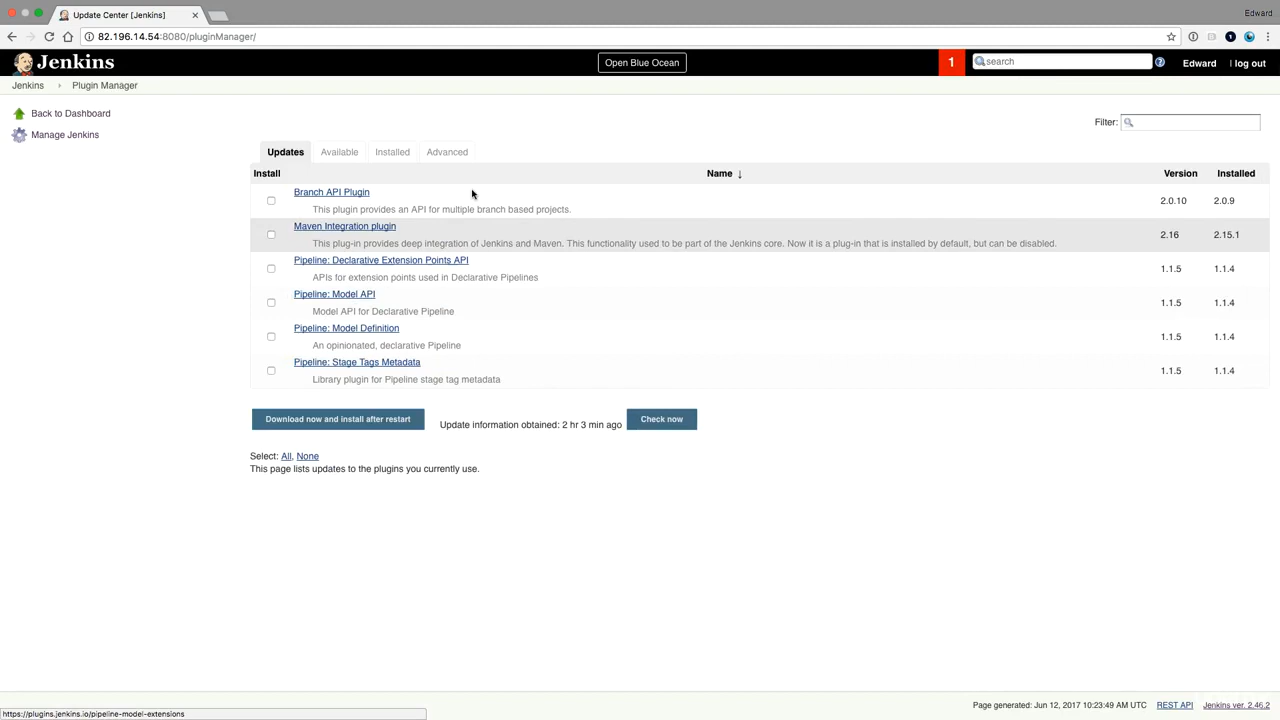 Update Center [Jenkins]
Edward
82.196.14.54:8080/pluginManager/
Jenkins
Open Blue Ocean
1
search
Edward
| log out
Jenkins
Plugin Manager
Back to Dashboard
Manage Jenkins
Filter:
Updates
Available
Installed
Advanced
Install
Name ↓
Version
Installed
Branch API Plugin
This plugin provides an API for multiple branch based projects.
2.0.10
2.0.9
Maven Integration plugin
This plug-in provides deep integration of Jenkins and Maven. This functionality used to be part of the Jenkins core. Now it is a plug-in that is installed by default, but can be disabled.
2.16
2.15.1
Pipeline: Declarative Extension Points API
APIs for extension points used in Declarative Pipelines
1.1.5
1.1.4
Pipeline: Model API
Model API for Declarative Pipeline
1.1.5
1.1.4
Pipeline: Model Definition
An opinionated, declarative Pipeline
1.1.5
1.1.4
Pipeline: Stage Tags Metadata
Library plugin for Pipeline stage tag metadata
1.1.5
1.1.4
Download now and install after restart
Update information obtained: 2 hr 3 min ago
Check now
Select: All, None
This page lists updates to the plugins you currently use.
Page generated: Jun 12, 2017 10:23:49 AM UTC
REST API
Jenkins ver. 2.46.2
https://plugins.jenkins.io/pipeline-model-extensions